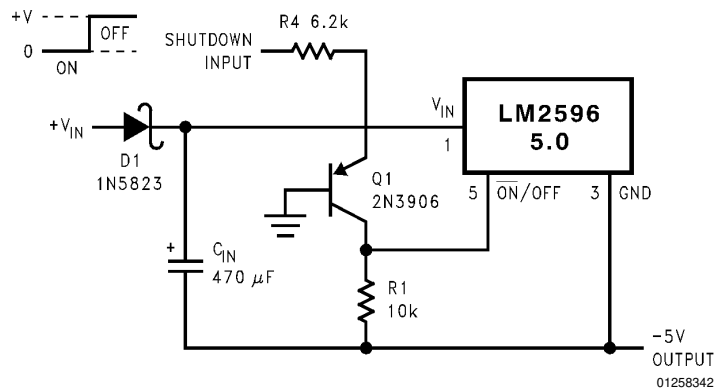 +V
0
OFF
ON
SHUTDOWN
INPUT
R4 6.2k
+VIN
D1
1N5823
VIN
1
LM2596
5.0
Q1
2N3906
5
ON/OFF
3
GND
+
CIN
470 μF
R1
10k
-5V
OUTPUT
01258342